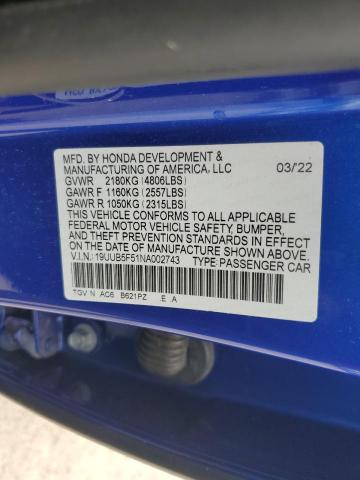 MFD. BY HONDA DEVELOPMENT &
MANUFACTURING OF AMERICA, LLC 03/'22
GVWR 2180KG (4806LBS)
GAWR F 1160KG (2557LBS)
GAWR R 1050KG (2315LBS)
THIS VEHICLE CONFORMS TO ALL APPLICABLE
FEDERAL MOTOR VEHICLE SAFETY, BUMPER,
AND THEFT PREVENTION STANDARDS IN EFFECT ON
THE DATE OF MANUFACTURE SHOWN ABOVE.
V.I.N.: 19UUB5F51NA002743 TYPE PASSENGER CAR
TGV N AC6 B621PZ E A